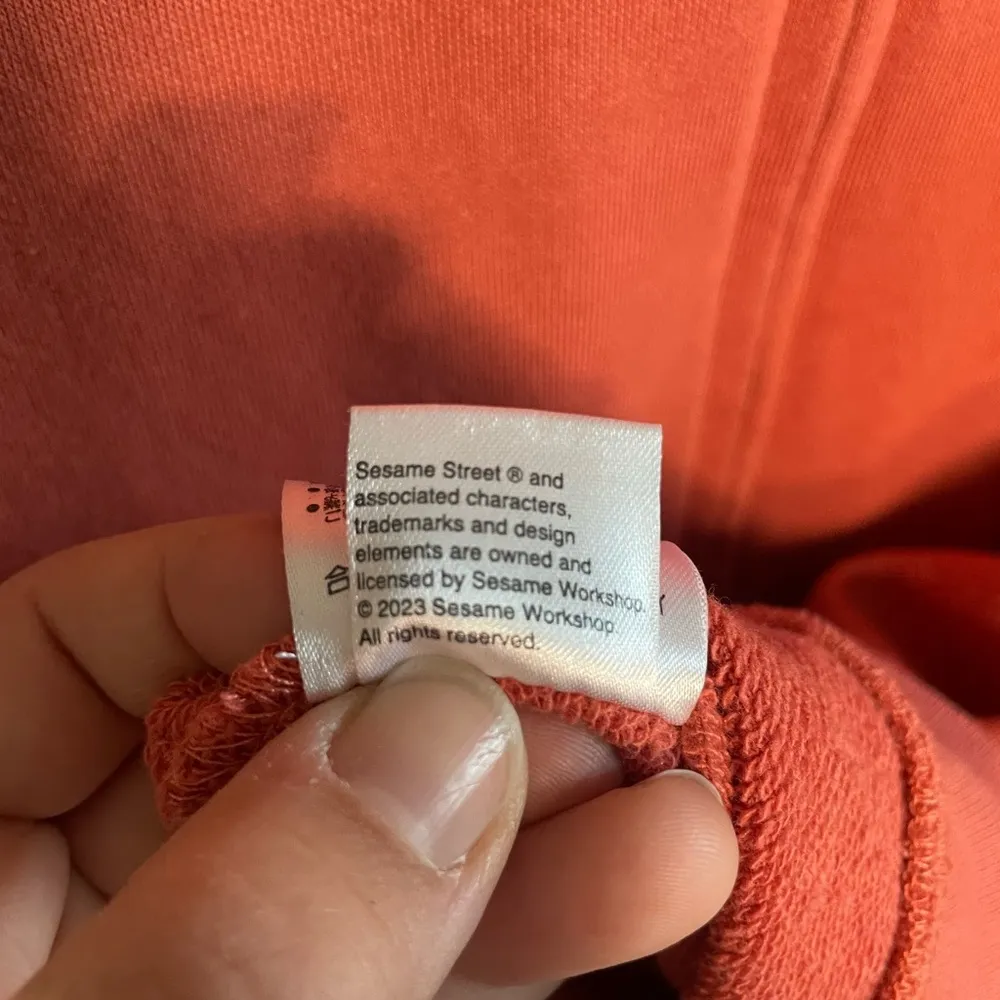 Sesame Street ® and
associated characters,
trademarks and design
elements are owned and
licensed by Sesame Workshop.
© 2023 Sesame Workshop.
All rights reserved.